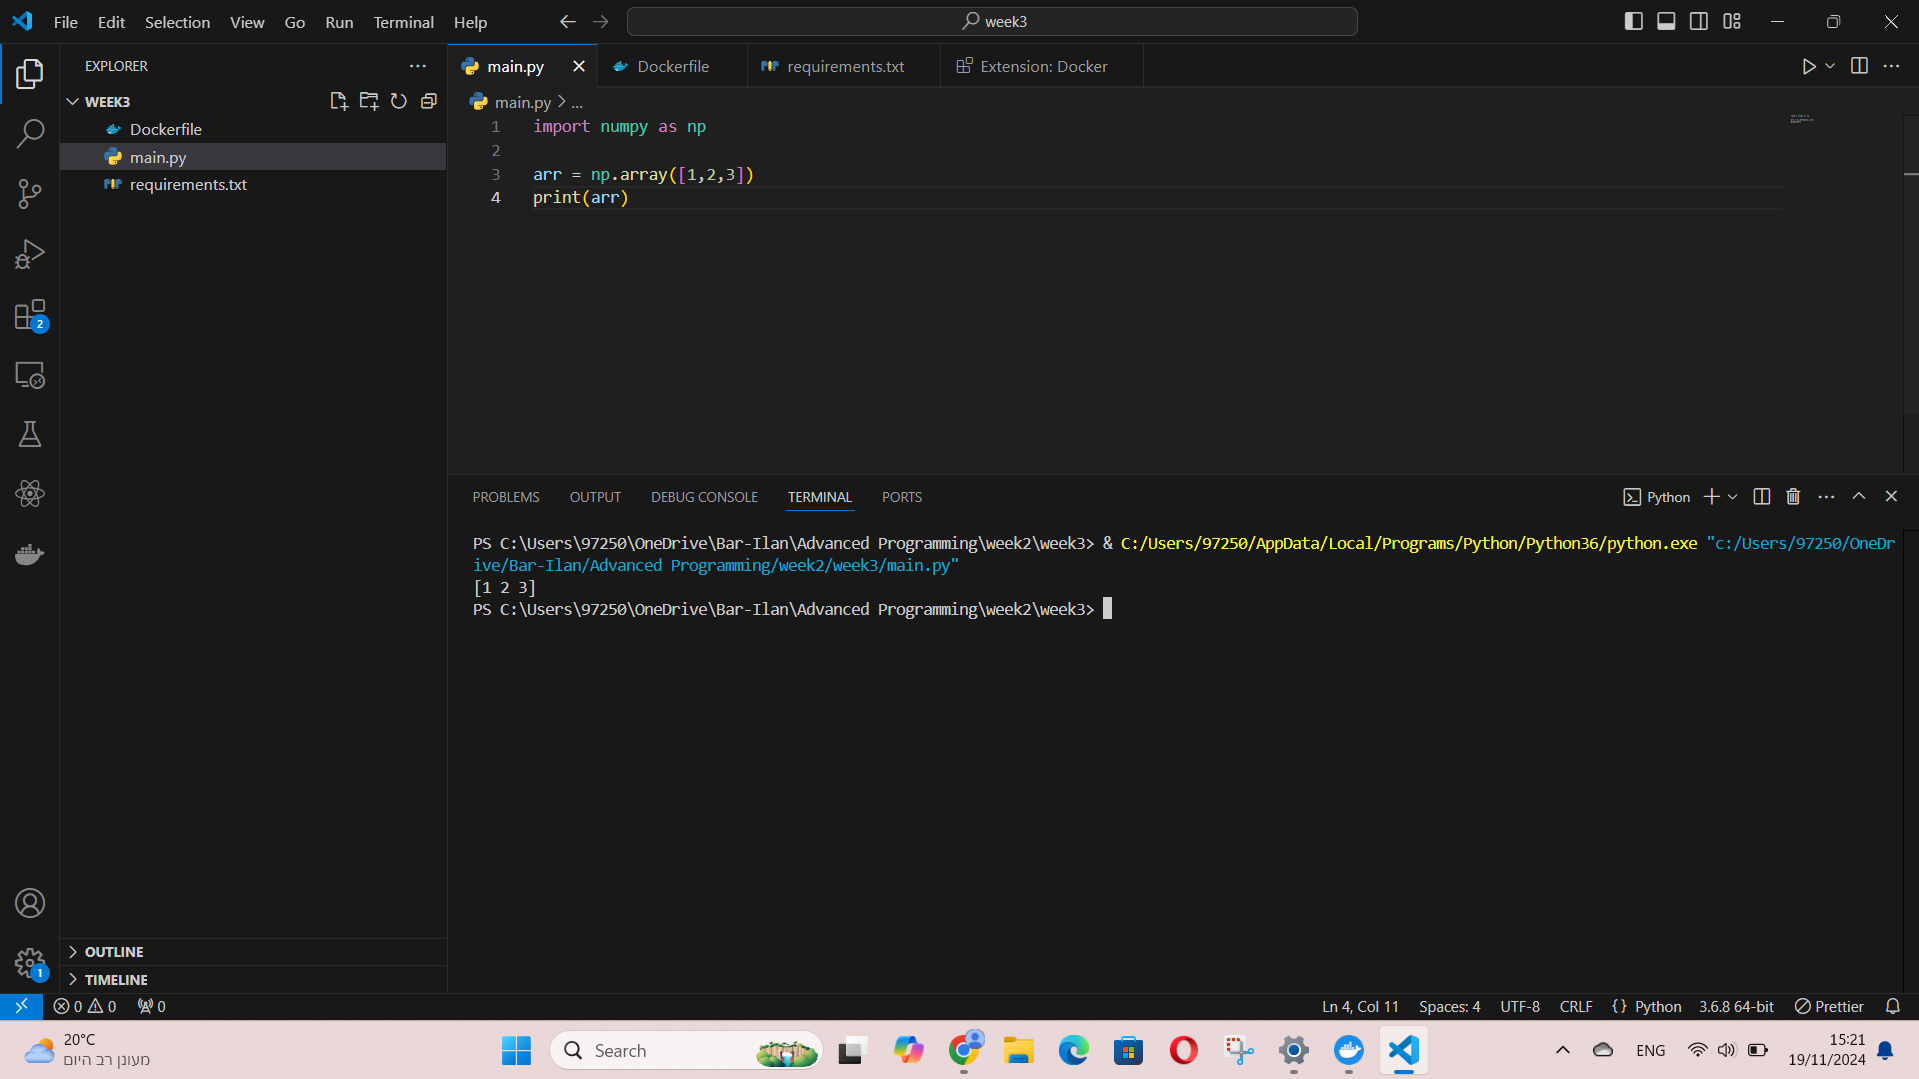 File Edit Selection View Go Run Terminal Help
week3
EXPLORER
WEEK3
Dockerfile
main.py
requirements.txt
OUTLINE
TIMELINE
2
1
main.py Dockerfile requirements.txt Extension: Docker
main.py > ...
1 import numpy as np
2
3 arr = np.array([1,2,3])
4 print(arr)
PROBLEMS OUTPUT DEBUG CONSOLE TERMINAL PORTS
Python
PS C:\Users\97250\OneDrive\Bar-Ilan\Advanced Programming\week2\week3> & C:/Users/97250/AppData/Local/Programs/Python/Python36/python.exe "c:/Users/97250/OneDr
ive/Bar-Ilan/Advanced Programming/week2/week3/main.py"
[1 2 3]
PS C:\Users\97250\OneDrive\Bar-Ilan\Advanced Programming\week2\week3>
0 0 0
Ln 4, Col 11 Spaces: 4 UTF-8 CRLF {} Python 3.6.8 64-bit Prettier
20°C
מעונן רב היום
Search
ENG
15:21
19/11/2024